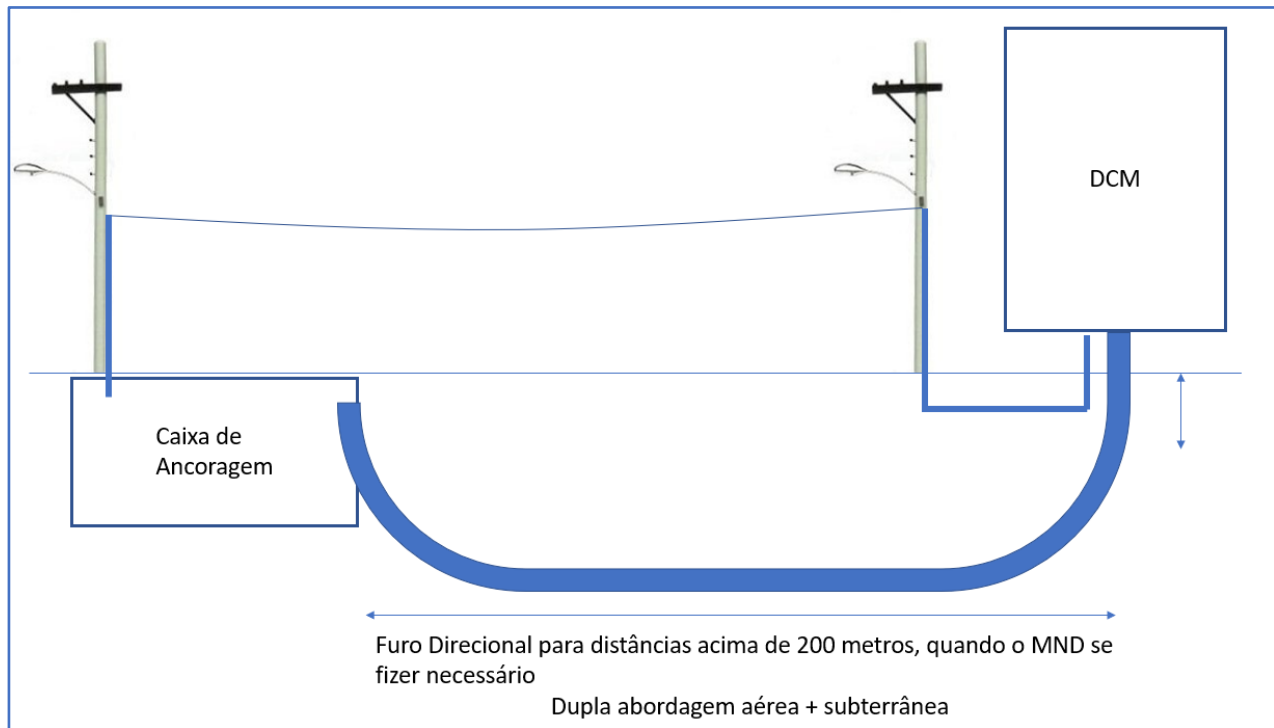 DCM
Caixa de
Ancoragem
Furo Direcional para distâncias acima de 200 metros, quando o MND se
fizer necessário
Dupla abordagem aérea + subterrânea